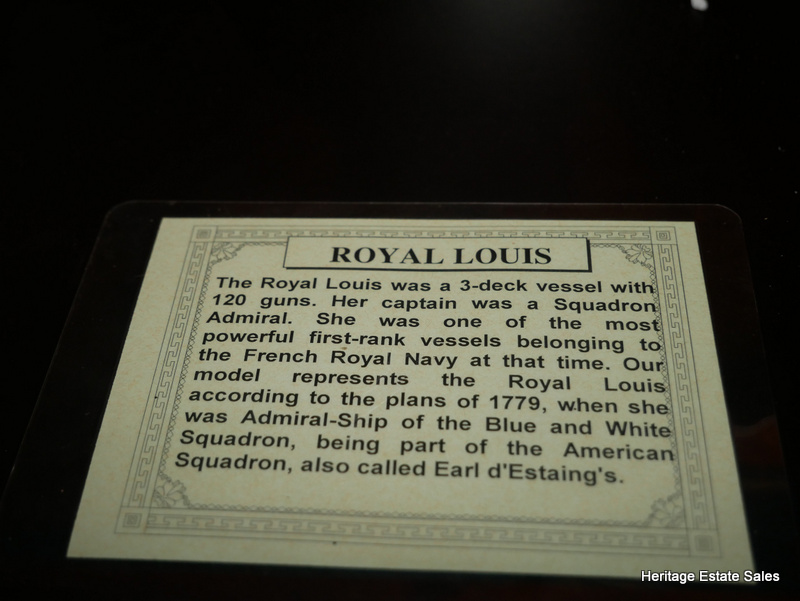 ROYAL LOUIS
The Royal Louis was a 3-deck vessel with
120 guns. Her captain was a Squadron
Admiral. She was one of the most
powerful first-rank vessels belonging to
the French Royal Navy at that time. Our
model represents the Royal Louis
according to the plans of 1779, when she
was Admiral-Ship of the Blue and White
Squadron, being part of the American
Squadron, also called Earl d'Estaing's.
Heritage Estate Sales